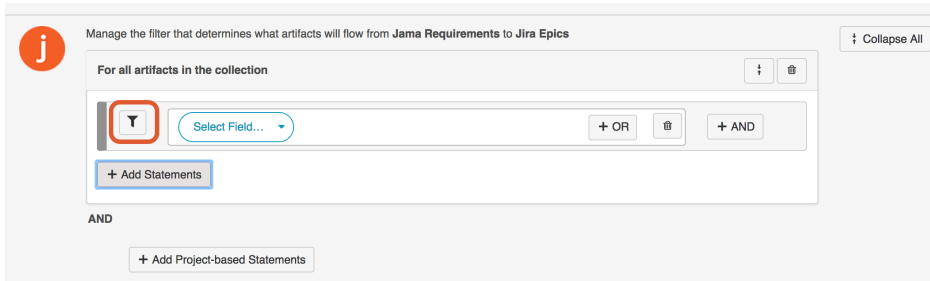 j
Manage the filter that determines what artifacts will flow from Jama Requirements to Jira Epics
Collapse All
For all artifacts in the collection
Select Field...
+ OR
+ AND
+ Add Statements
AND
+ Add Project-based Statements